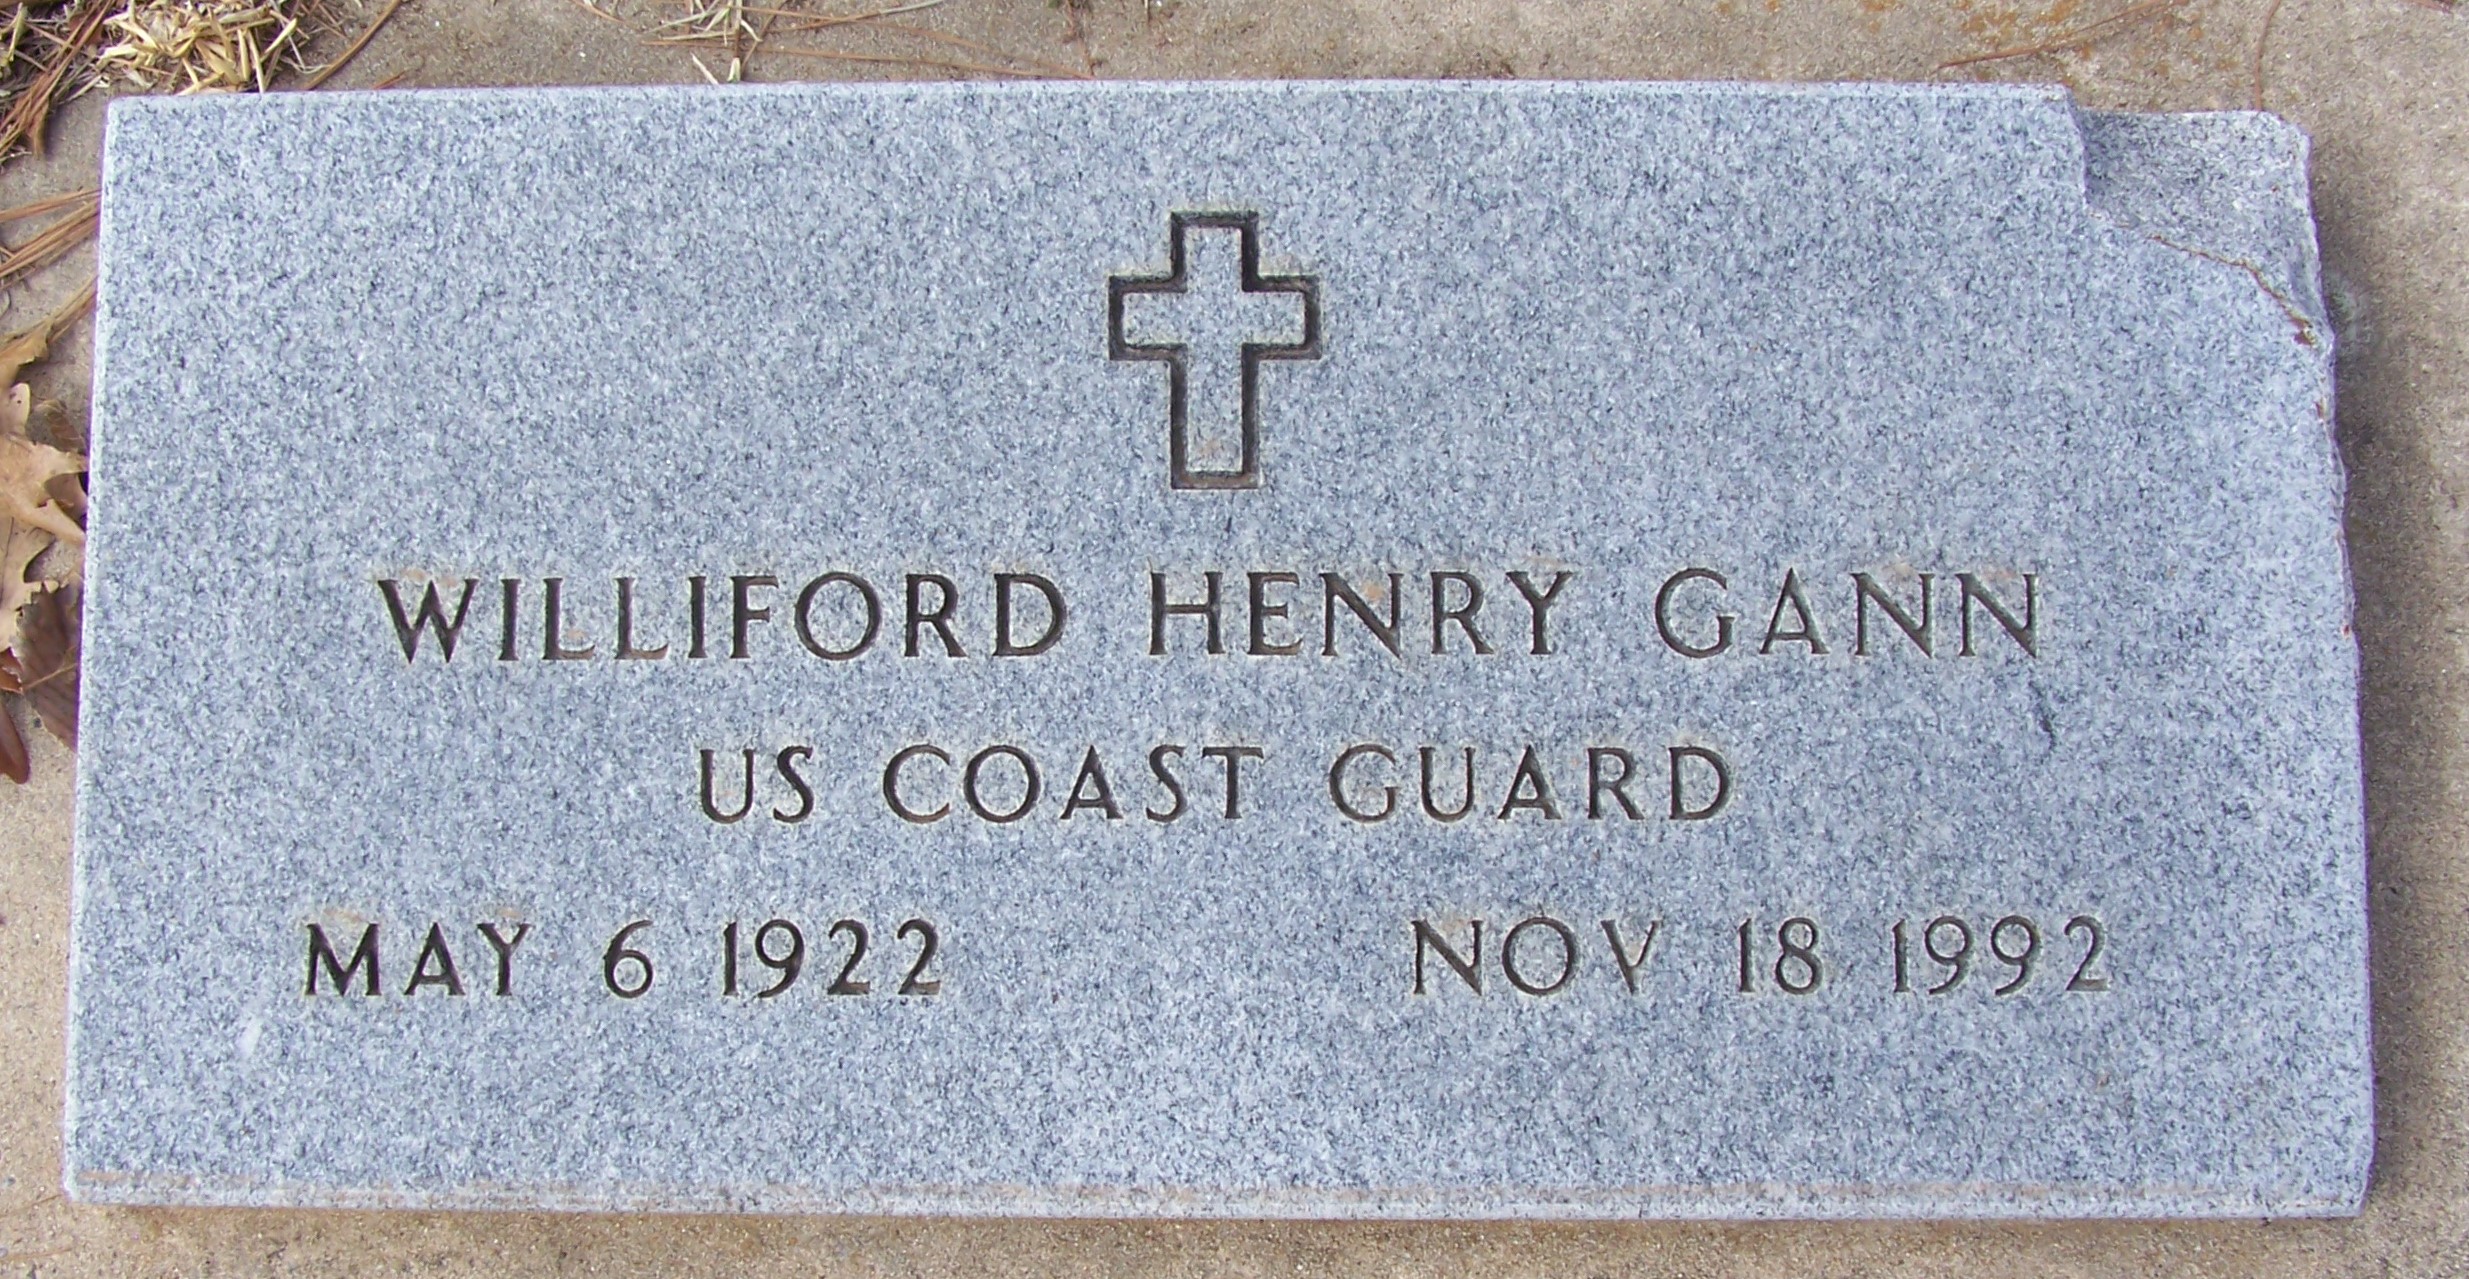 WILLIFORD HENRY GANN
US COAST GUARD
MAY 6 1922 NOV 18 1992